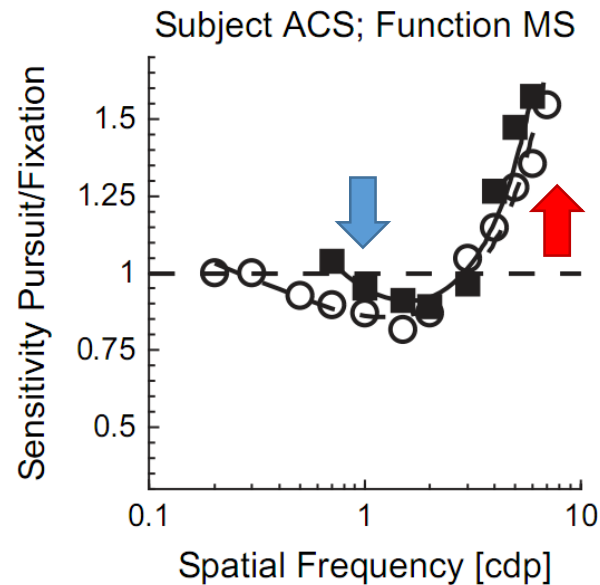 Subject ACS; Function MS
Sensitivity Pursuit/Fixation
1.5
1.25
1
0.75
0.5
0.1 1 10
Spatial Frequency [cdp]